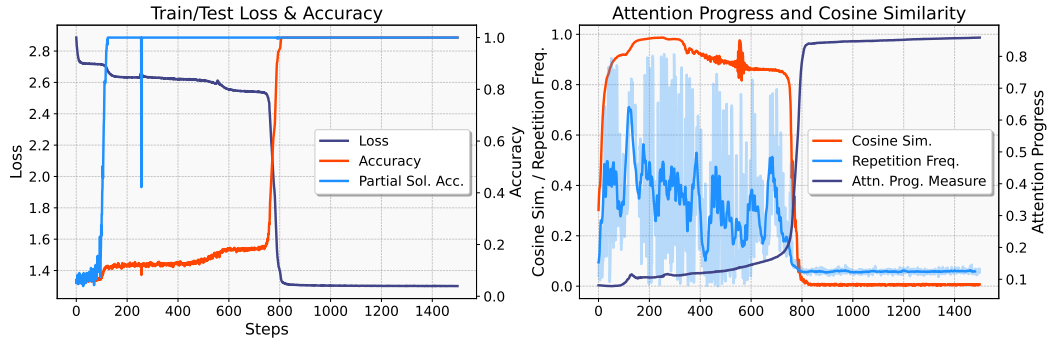 Train/Test Loss & Accuracy
Loss
2.8
2.6
2.4
2.2
2.0
1.8
1.6
1.4
1.0
0.8
0.6
0.4
0.2
0.0
Accuracy
Loss
Accuracy
Partial Sol. Acc.
0 200 400 600 800 1000 1200 1400
Steps
Attention Progress and Cosine Similarity
Cosine Sim. / Repetition Freq.
1.0
0.8
0.6
0.4
0.2
0.0
0.8
0.7
0.6
0.5
0.4
0.3
0.2
0.1
Attention Progress
Cosine Sim.
Repetition Freq.
Attn. Prog. Measure
0 200 400 600 800 1000 1200 1400